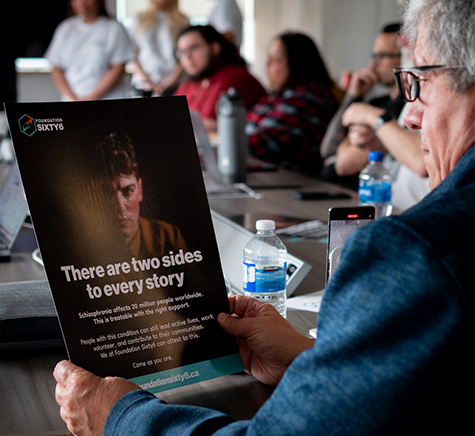 FOUNDATION
SIXTY6
There are two sides
to every story
Schizophrenia affects 20 million people worldwide.
This is treatable with the right support.
People with this condition can still lead active lives, work,
volunteer, and contribute to their communities.
We at Foundation Sixty6 can attest to this.
Come as you are.
foundationsixty6.ca